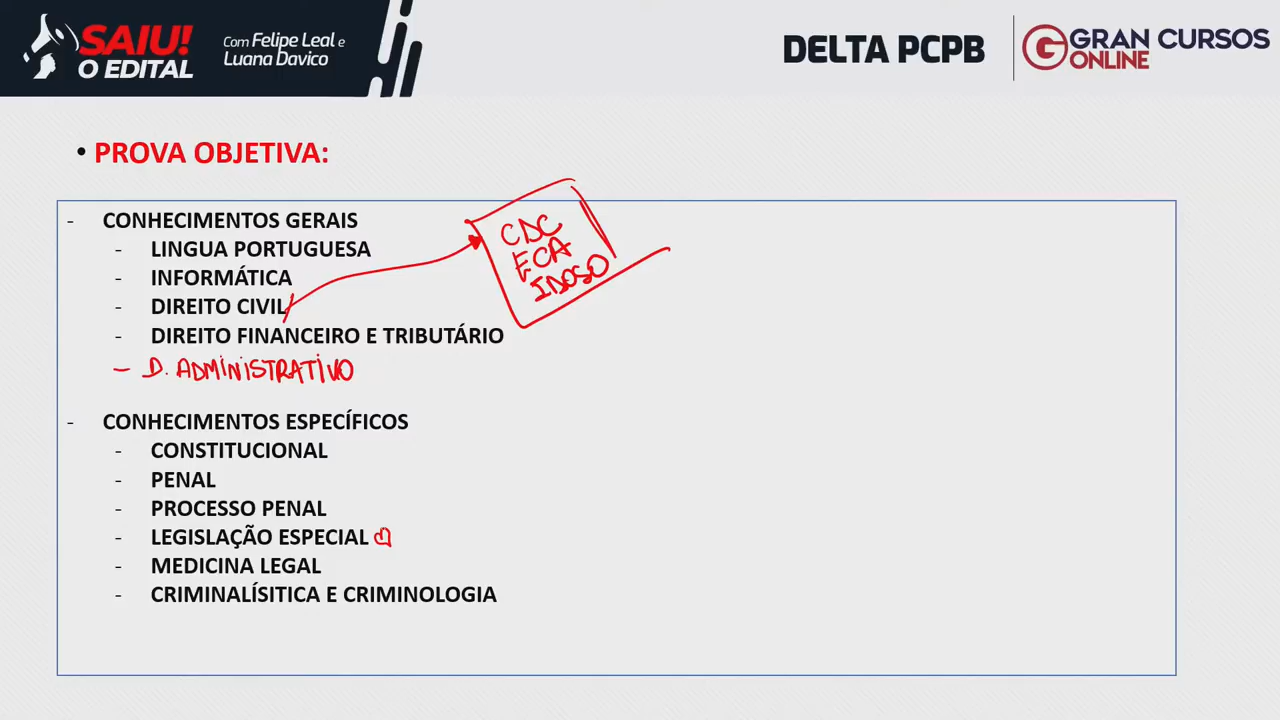 SAIU!
O EDITAL
Com Felipe Leal e
Luana Davico
DELTA PCPB
GRAN CURSOS
ONLINE
• PROVA OBJETIVA:
- CONHECIMENTOS GERAIS
- LINGUA PORTUGUESA
- INFORMÁTICA
- DIREITO CIVIL
- DIREITO FINANCEIRO E TRIBUTÁRIO
- D. ADMINISTRATIVO
CDC
ECA
IDOSO
- CONHECIMENTOS ESPECÍFICOS
- CONSTITUCIONAL
- PENAL
- PROCESSO PENAL
- LEGISLAÇÃO ESPECIAL
- MEDICINA LEGAL
- CRIMINALÍSITICA E CRIMINOLOGIA